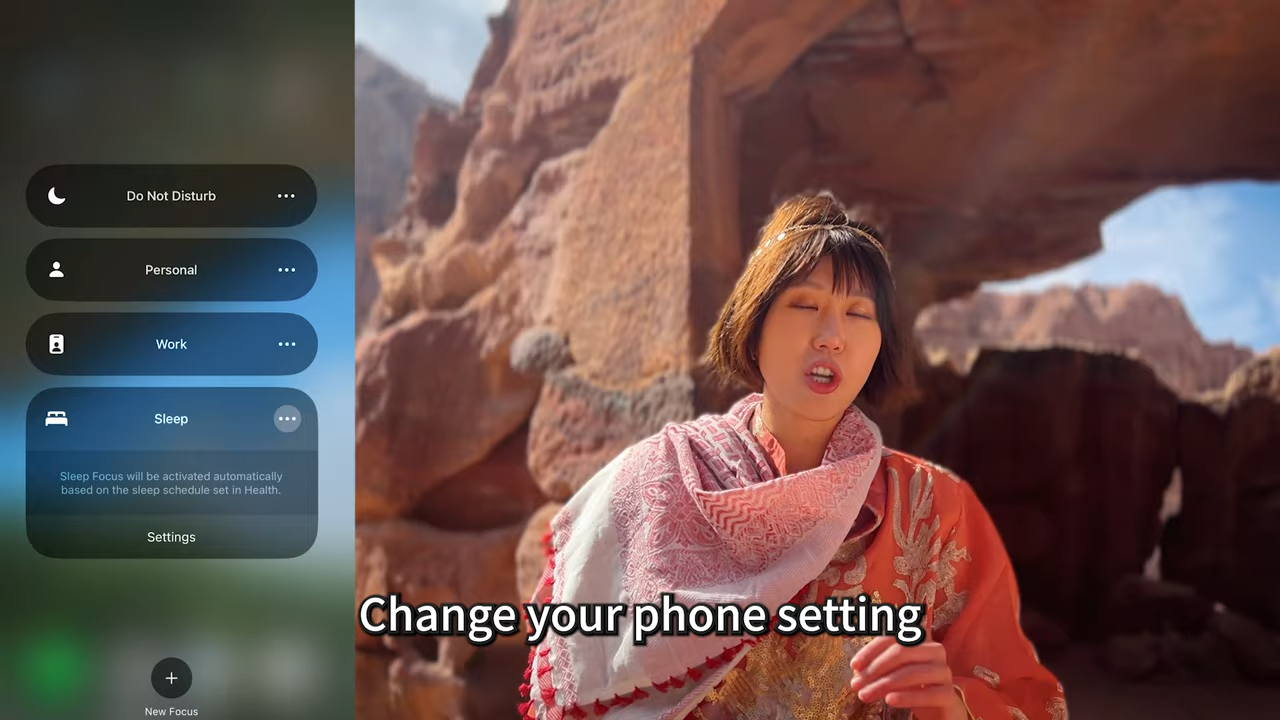 Do Not Disturb
Personal
Work
Sleep
Sleep Focus will be activated automatically
based on the sleep schedule set in Health.
Settings
New Focus
Change your phone setting